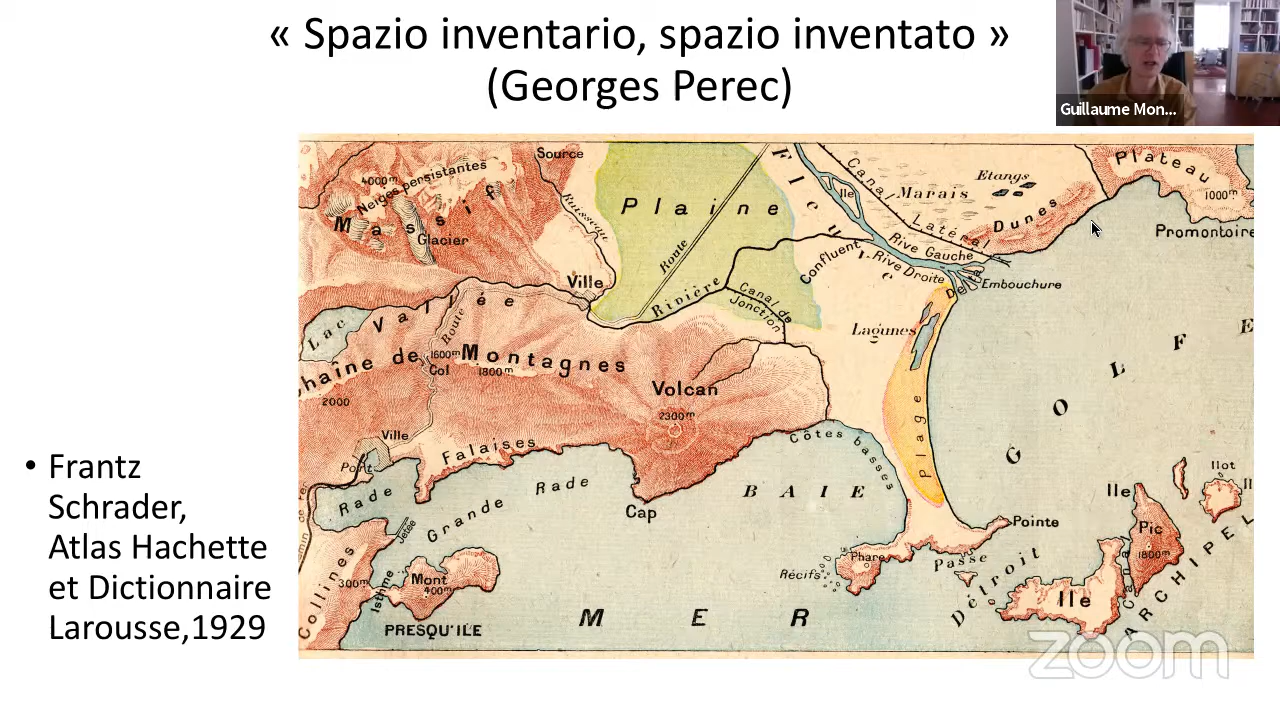 « Spazio inventario, spazio inventato »
(Georges Perec)
Guillaume Mon...
Source
4000m
Neiges persistantes
Massif
Glacier
Ruisseau
Plaine
Route
Fleuve
Ile
Canal Latéral
Marais
Etangs
Dunes
Plateau
1000m
Promontoire
Rive Gauche
Rive Droite
Confluent
Delta
Embouchure
Ville
Rivière
Canal de
Jonction
Lac
Vallée
Route
haine de Montagnes
1600m
Col
1800m
2000
Volcan
2300m
Lagunes
Plage
GOLFE
Ville
Port
Falaises
Côtes basses
Rade
Grande Rade
Cap
BAIE
Jetée
Collines
300m
Isthme
Mont
400m
PRESQU'ILE
MER
Récifs
Phare
Pointe
Passe
Détroit
Ile
Canal
Ile
Pic
1800m
Ilot
ARCHIPEL
• Frantz
Schrader,
Atlas Hachette
et Dictionnaire
Larousse,1929
zoom